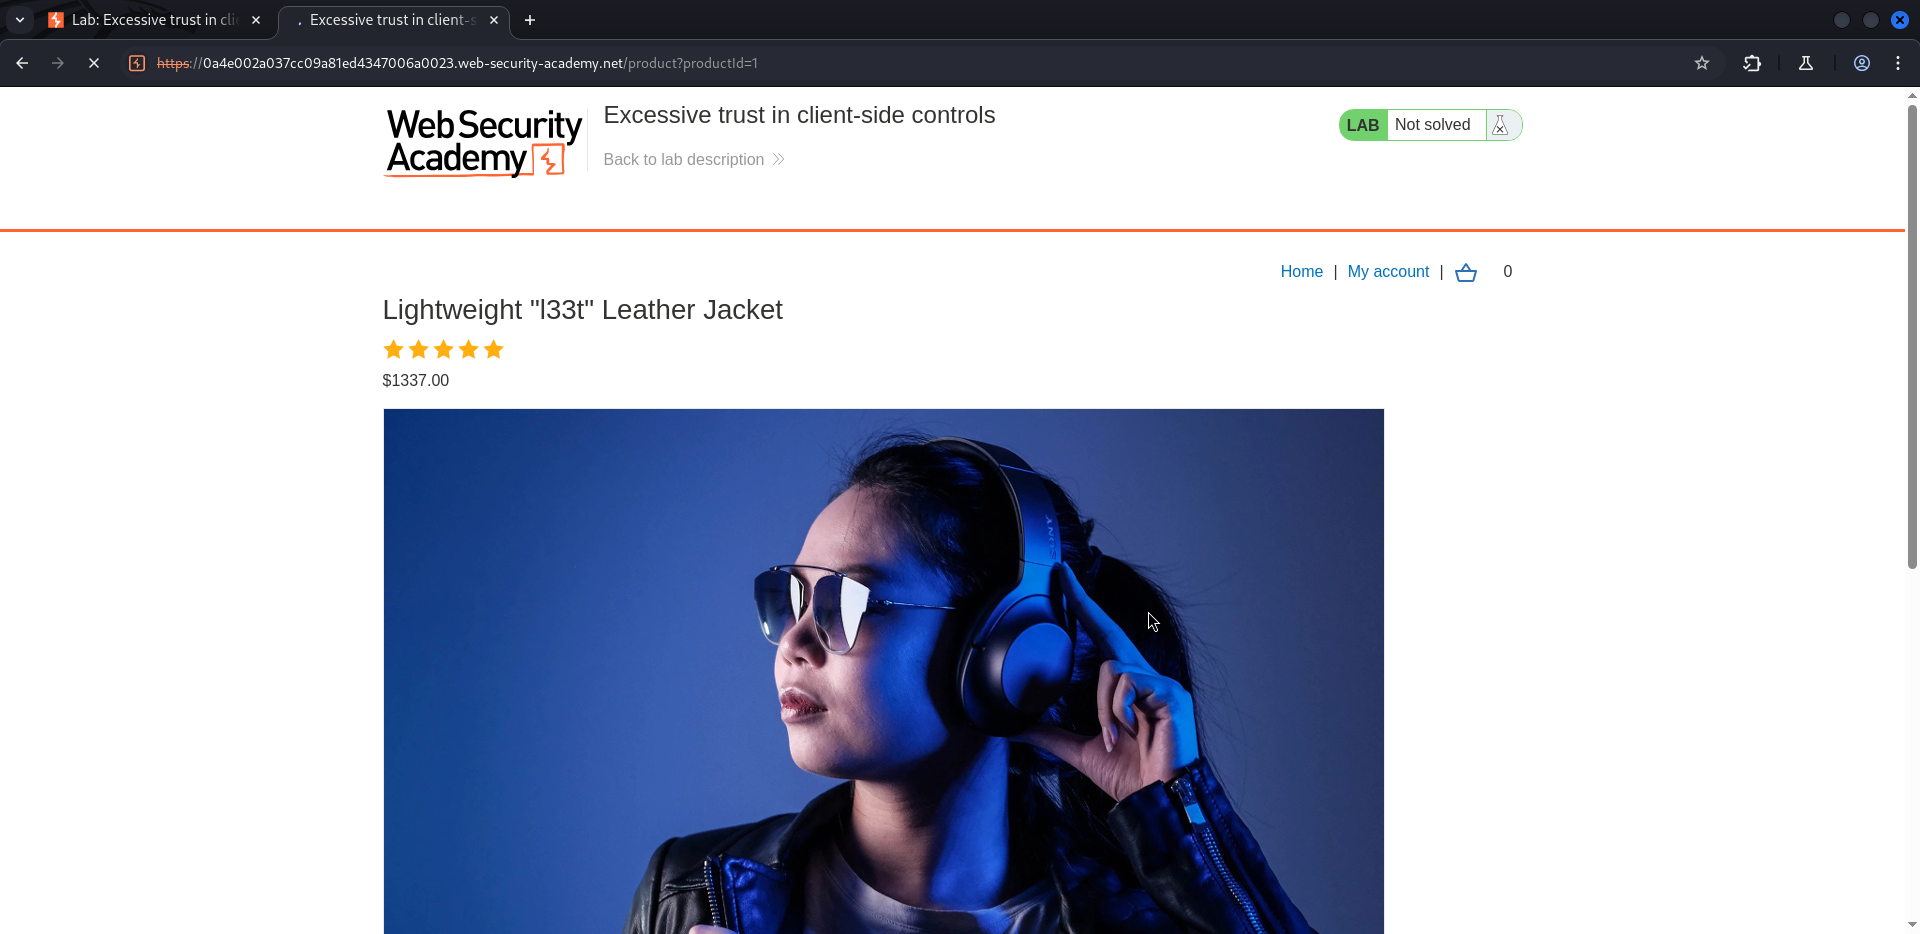 Lab: Excessive trust in cli
Excessive trust in client-s
https://0a4e002a037cc09a81ed4347006a0023.web-security-academy.net/product?productId=1
WebSecurity
Academy
Excessive trust in client-side controls
Back to lab description
LAB
Not solved
Home | My account | 0
Lightweight "l33t" Leather Jacket
$1337.00
SONY